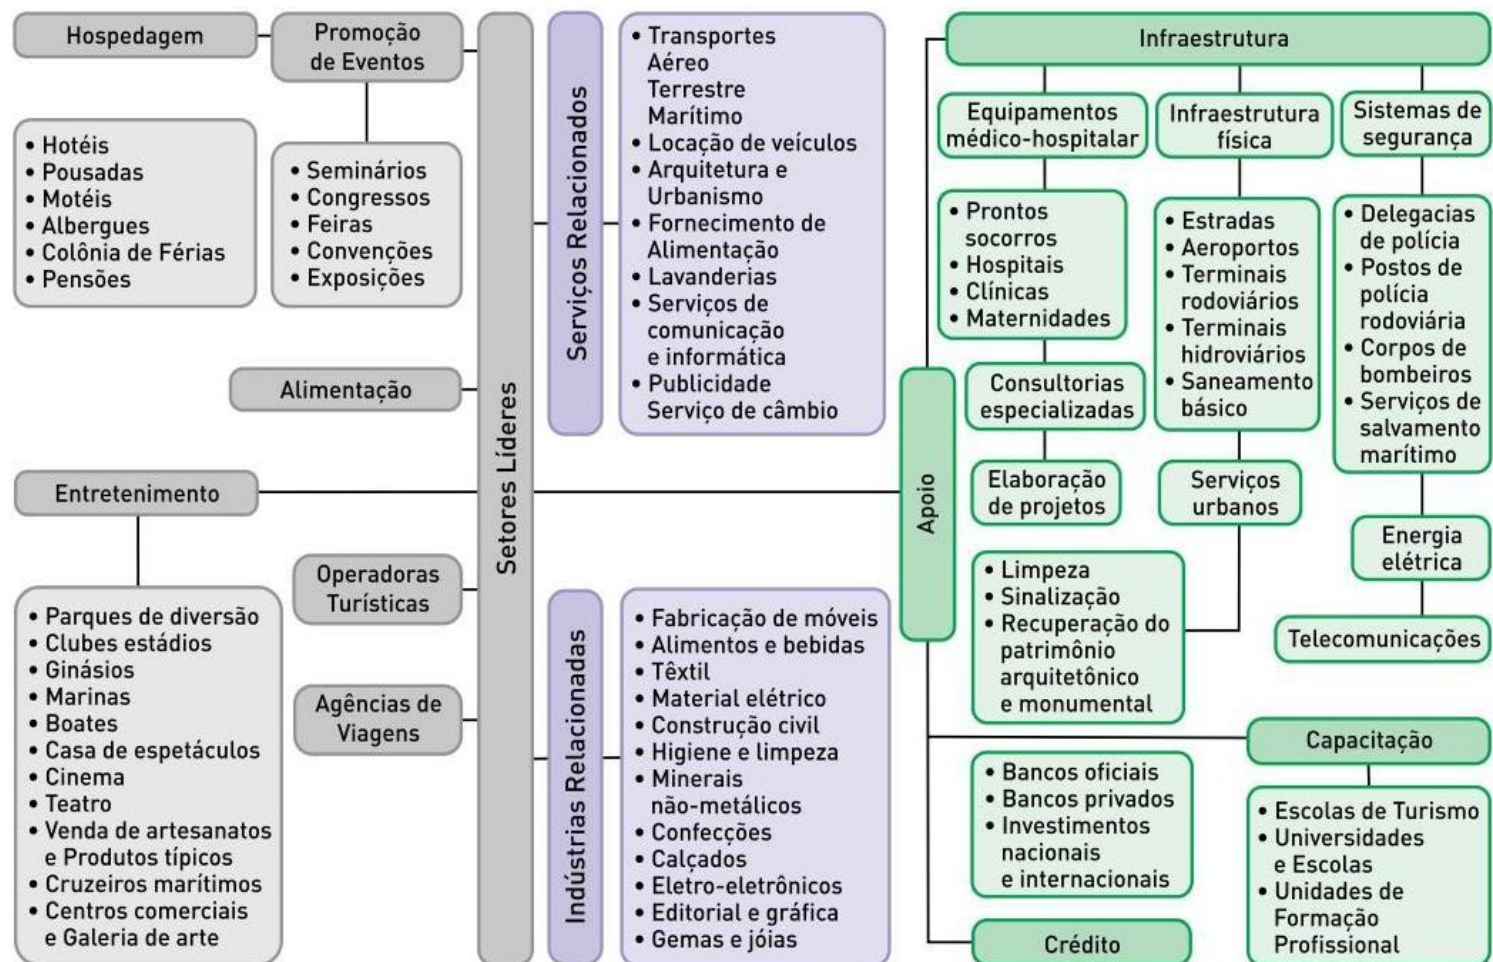 Hospedagem
Promoção
de Eventos
• Hotéis
• Pousadas
• Motéis
• Albergues
• Colônia de Férias
• Pensões
• Seminários
• Congressos
• Feiras
• Convenções
• Exposições
Alimentação
Entretenimento
• Parques de diversão
• Clubes estádios
• Ginásios
• Marinas
• Boates
• Casa de espetáculos
• Cinema
• Teatro
• Venda de artesanatos
e Produtos típicos
• Cruzeiros marítimos
• Centros comerciais
e Galeria de arte
Operadoras
Turísticas
Agências de
Viagens
Setores Líderes
Serviços Relacionados
• Transportes
Aéreo
Terrestre
Marítimo
• Locação de veículos
• Arquitetura e
Urbanismo
• Fornecimento de
Alimentação
• Lavanderias
• Serviços de
comunicação
e informática
• Publicidade
Serviço de câmbio
Indústrias Relacionadas
• Fabricação de móveis
• Alimentos e bebidas
• Têxtil
• Material elétrico
• Construção civil
• Higiene e limpeza
• Minerais
não-metálicos
• Confecções
• Calçados
• Eletro-eletrônicos
• Editorial e gráfica
• Gemas e jóias
Apoio
Infraestrutura
Equipamentos
médico-hospitalar
• Prontos
socorros
• Hospitais
• Clínicas
• Maternidades
Consultorias
especializadas
Elaboração
de projetos
Infraestrutura
física
• Estradas
• Aeroportos
• Terminais
rodoviários
• Terminais
hidroviários
• Saneamento
básico
Serviços
urbanos
• Limpeza
• Sinalização
• Recuperação do
patrimônio
arquitetônico
e monumental
Sistemas de
segurança
• Delegacias
de polícia
• Postos de
polícia
rodoviária
• Corpos de
bombeiros
• Serviços de
salvamento
marítimo
Energia
elétrica
Telecomunicações
Capacitação
• Escolas de Turismo
• Universidades
e Escolas
• Unidades de
Formação
Profissional
• Bancos oficiais
• Bancos privados
• Investimentos
nacionais
e internacionais
Crédito